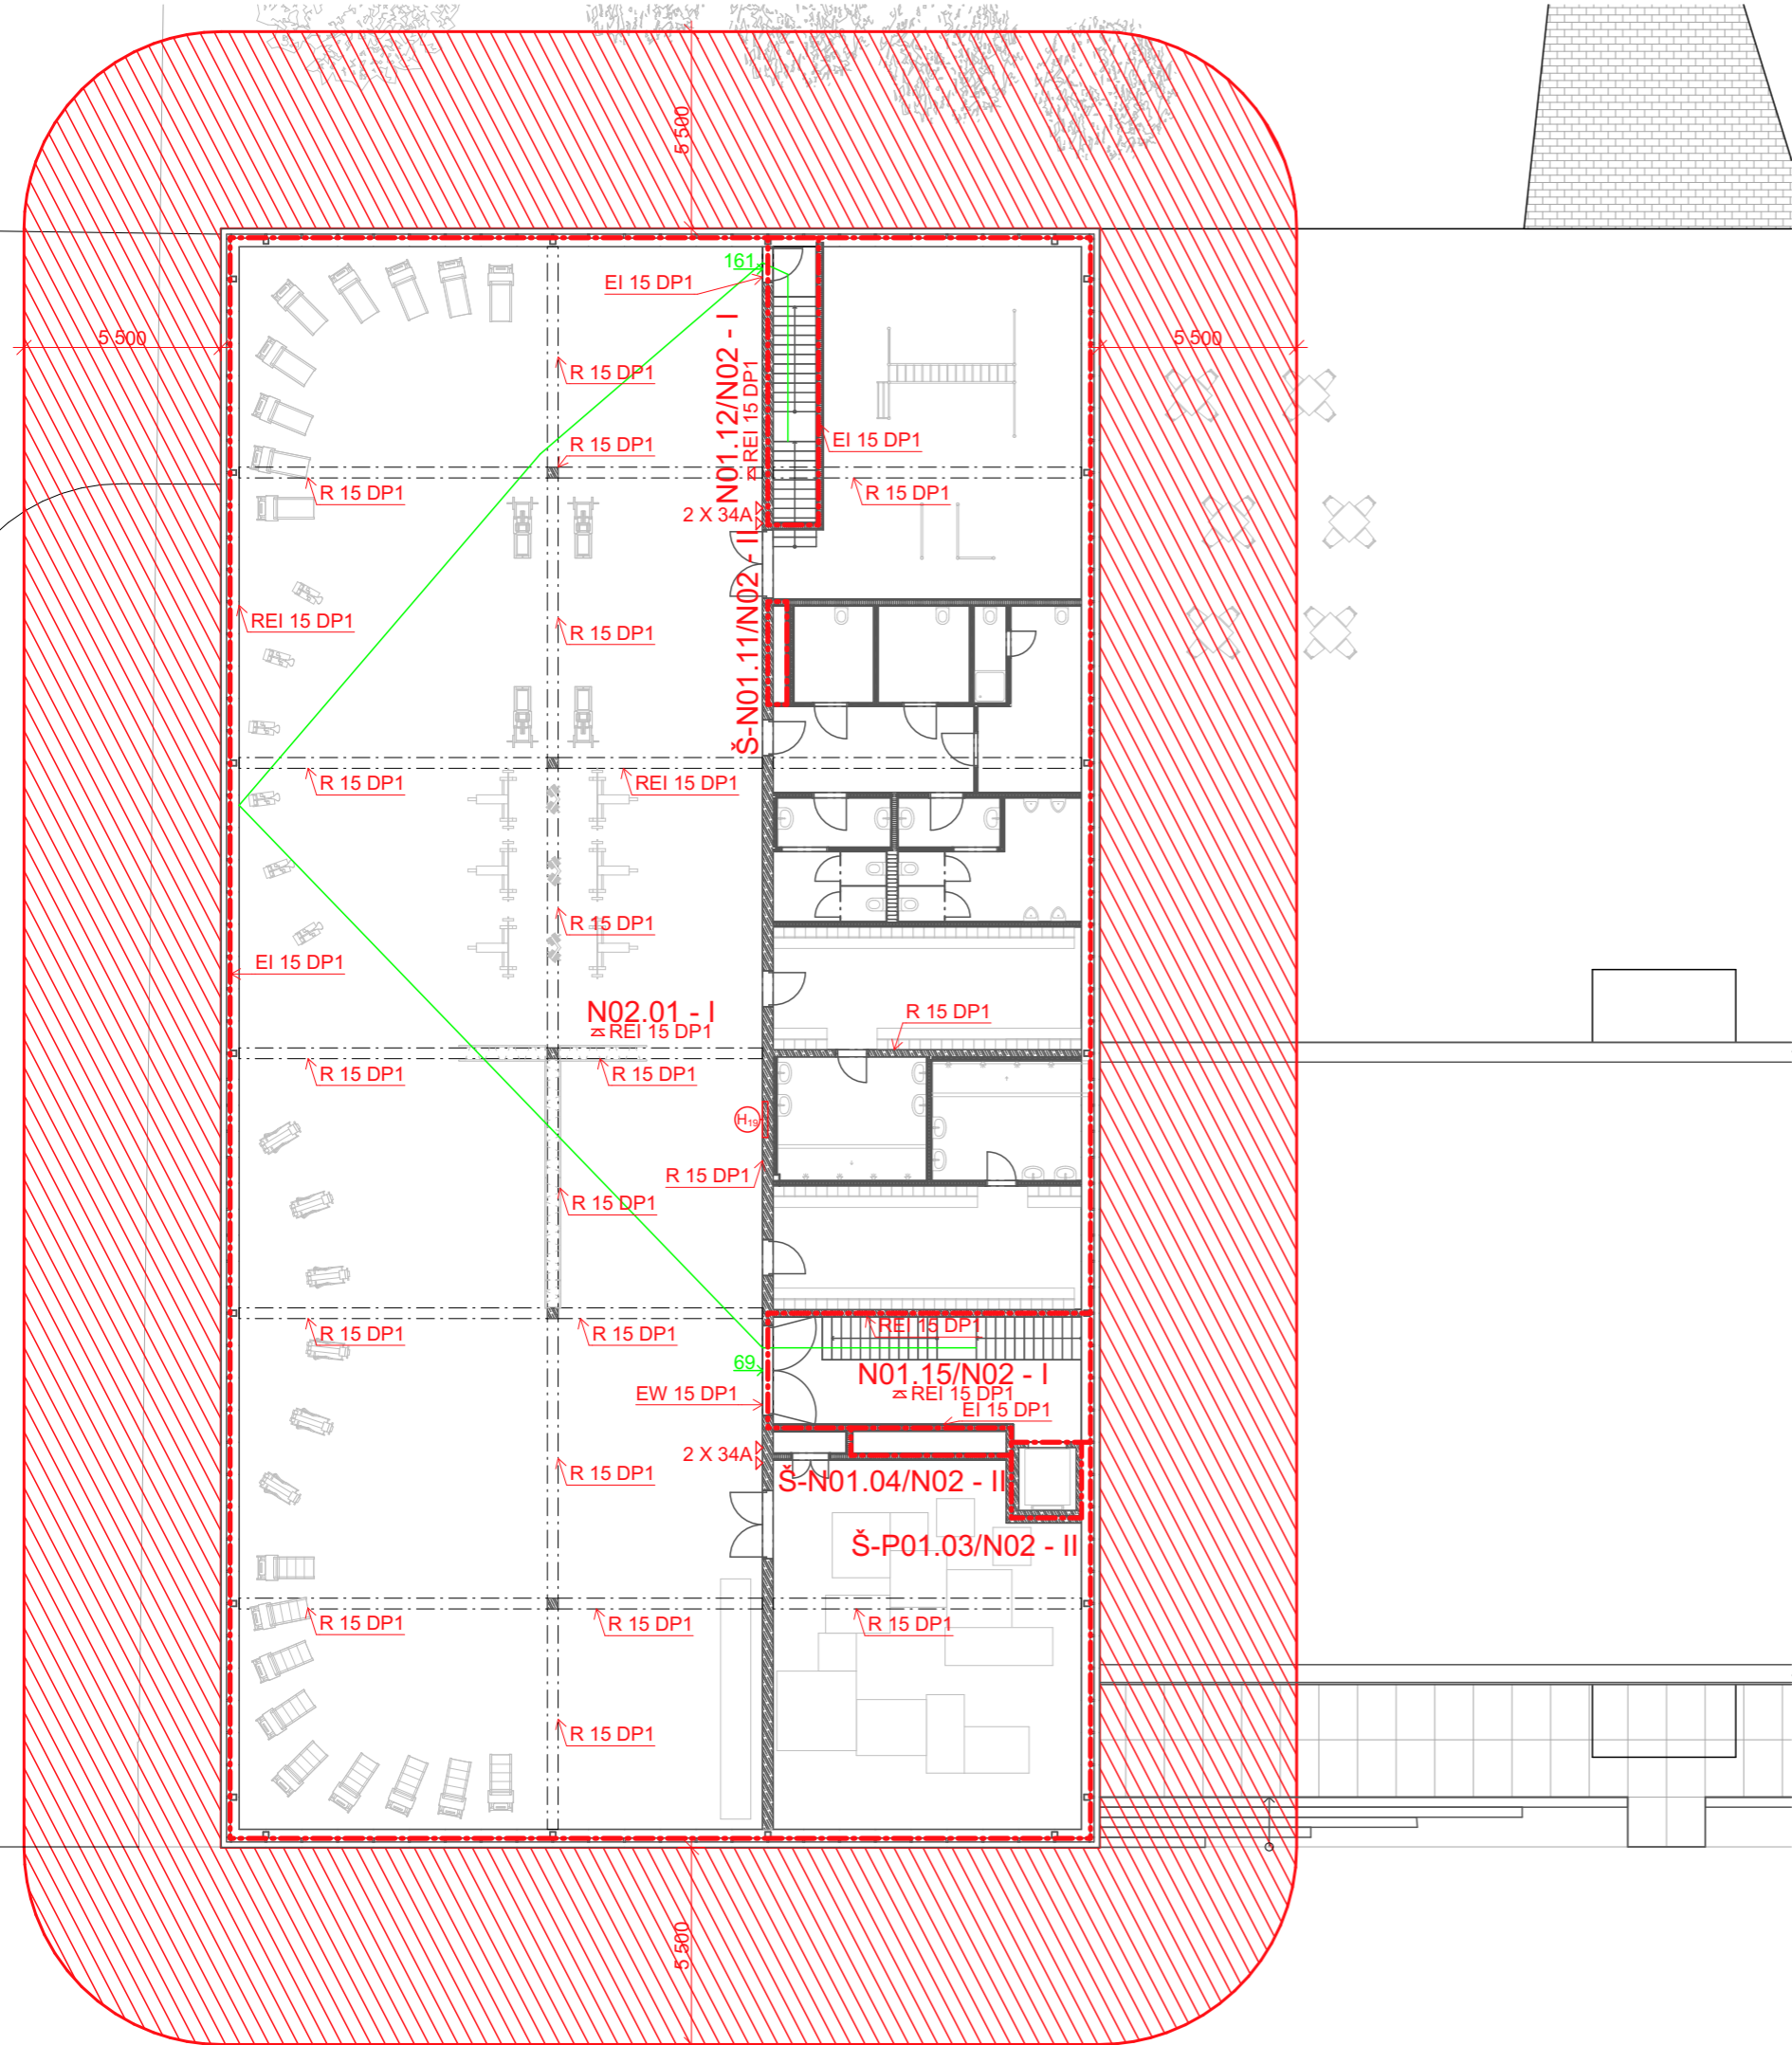 5 500
161
EI 15 DP1
5 500
5 500
N01.12/N02 - I
REI 15 DP1
R 15 DP1
R 15 DP1
EI 15 DP1
R 15 DP1
R 15 DP1
2 X 34A
Š-N01.11/N02 - II
REI 15 DP1
R 15 DP1
R 15 DP1
REI 15 DP1
R 15 DP1
EI 15 DP1
N02.01 - I
REI 15 DP1
R 15 DP1
R 15 DP1
R 15 DP1
H19
R 15 DP1
R 15 DP1
R 15 DP1
R 15 DP1
REI 15 DP1
69
N01.15/N02 - I
REI 15 DP1
EW 15 DP1
EI 15 DP1
2 X 34A
R 15 DP1
Š-N01.04/N02 - II
Š-P01.03/N02 - II
R 15 DP1
R 15 DP1
R 15 DP1
R 15 DP1
5 500